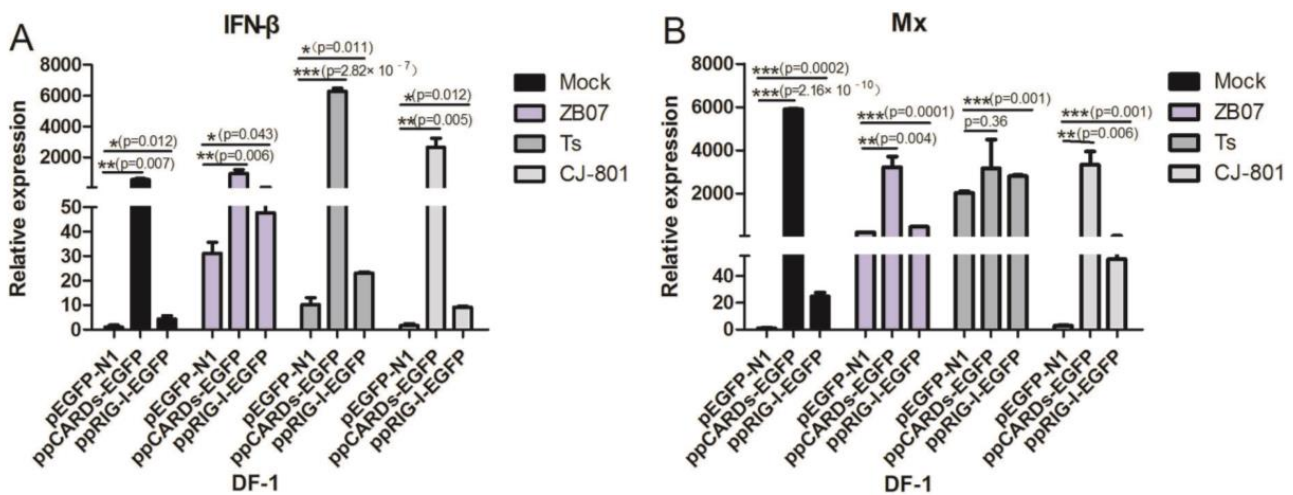 A
IFN-β
Relative expression
8000
6000
4000
2000
50
40
30
20
10
0
*(p=0.012)
**(p=0.007)
*(p=0.043)
**(p=0.006)
*(p=0.011)
***(p=2.82× 10⁻⁷)
*(p=0.012)
**(p=0.005)
Mock
ZB07
Ts
CJ-801
pEGFP-N1
ppCARDs-EGFP
ppRIG-I-EGFP
pEGFP-N1
ppCARDs-EGFP
ppRIG-I-EGFP
pEGFP-N1
ppCARDs-EGFP
ppRIG-I-EGFP
pEGFP-N1
ppCARDs-EGFP
ppRIG-I-EGFP
DF-1
B
Mx
Relative expression
8000
6000
4000
2000
40
20
0
***(p=0.0002)
***(p=2.16× 10⁻¹⁰)
***(p=0.0001)
**(p=0.004)
***(p=0.001)
p=0.36
***(p=0.001)
**(p=0.006)
Mock
ZB07
Ts
CJ-801
pEGFP-N1
ppCARDs-EGFP
ppRIG-I-EGFP
pEGFP-N1
ppCARDs-EGFP
ppRIG-I-EGFP
pEGFP-N1
ppCARDs-EGFP
ppRIG-I-EGFP
pEGFP-N1
ppCARDs-EGFP
ppRIG-I-EGFP
DF-1